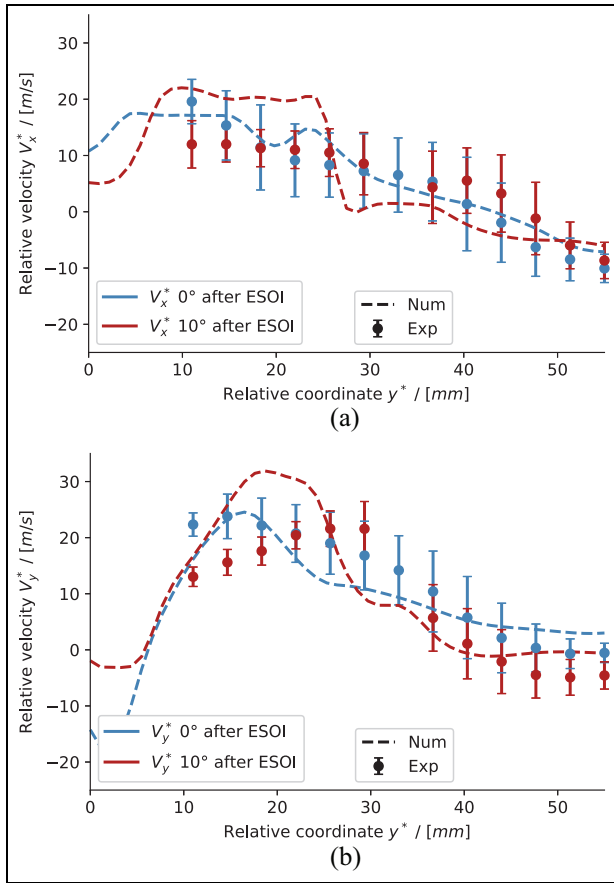 30
20
10
0
−10
−20
Relative velocity V*x / [m/s]
V*x 0° after ESOI
V*x 10° after ESOI
Num
Exp
0 10 20 30 40 50
Relative coordinate y* / [mm]
(a)
30
20
10
0
−10
−20
Relative velocity V*y / [m/s]
V*y 0° after ESOI
V*y 10° after ESOI
Num
Exp
0 10 20 30 40 50
Relative coordinate y* / [mm]
(b)